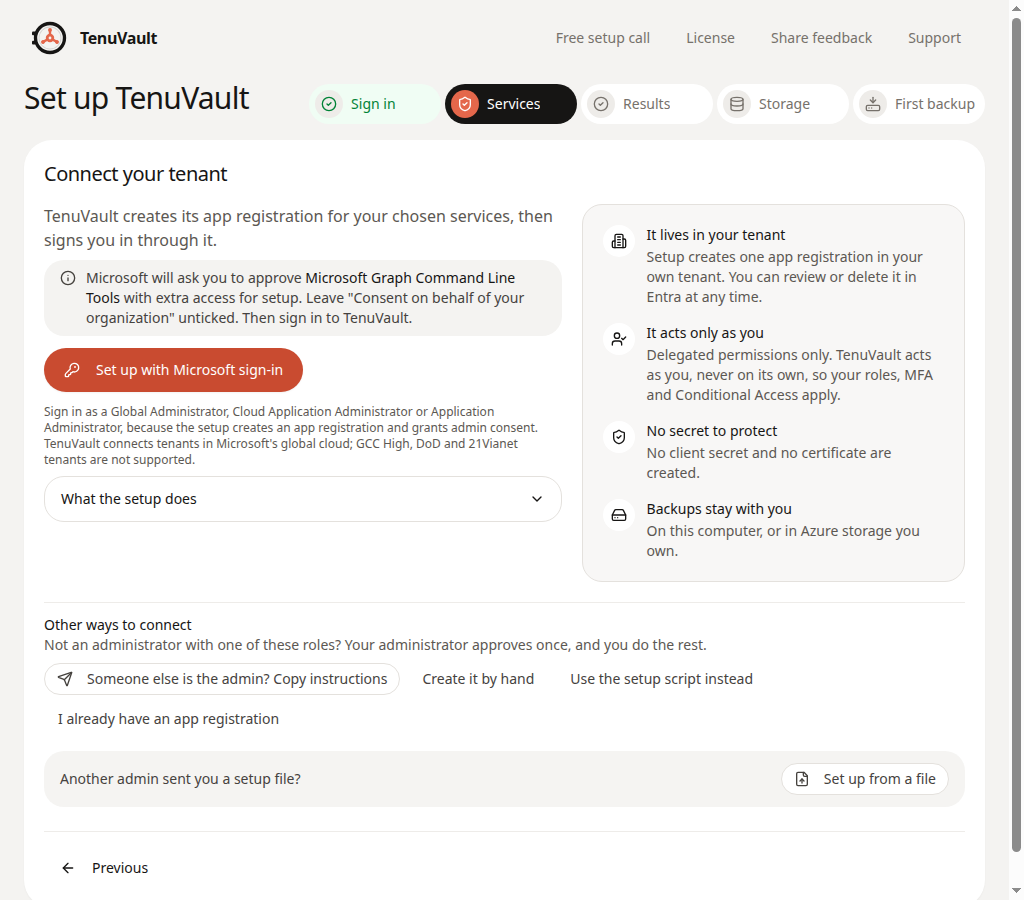 TenuVault
Free setup call
License
Share feedback
Support
Set up TenuVault
Sign in
Services
Results
Storage
First backup
Connect your tenant
TenuVault creates its app registration for your chosen services, then
signs you in through it.
Microsoft will ask you to approve Microsoft Graph Command Line
Tools with extra access for setup. Leave "Consent on behalf of your
organization" unticked. Then sign in to TenuVault.
Set up with Microsoft sign-in
Sign in as a Global Administrator, Cloud Application Administrator or Application
Administrator, because the setup creates an app registration and grants admin consent.
TenuVault connects tenants in Microsoft's global cloud; GCC High, DoD and 21Vianet
tenants are not supported.
What the setup does
It lives in your tenant
Setup creates one app registration in your
own tenant. You can review or delete it in
Entra at any time.
It acts only as you
Delegated permissions only. TenuVault acts
as you, never on its own, so your roles, MFA
and Conditional Access apply.
No secret to protect
No client secret and no certificate are
created.
Backups stay with you
On this computer, or in Azure storage you
own.
Other ways to connect
Not an administrator with one of these roles? Your administrator approves once, and you do the rest.
Someone else is the admin? Copy instructions
Create it by hand
Use the setup script instead
I already have an app registration
Another admin sent you a setup file?
Set up from a file
Previous